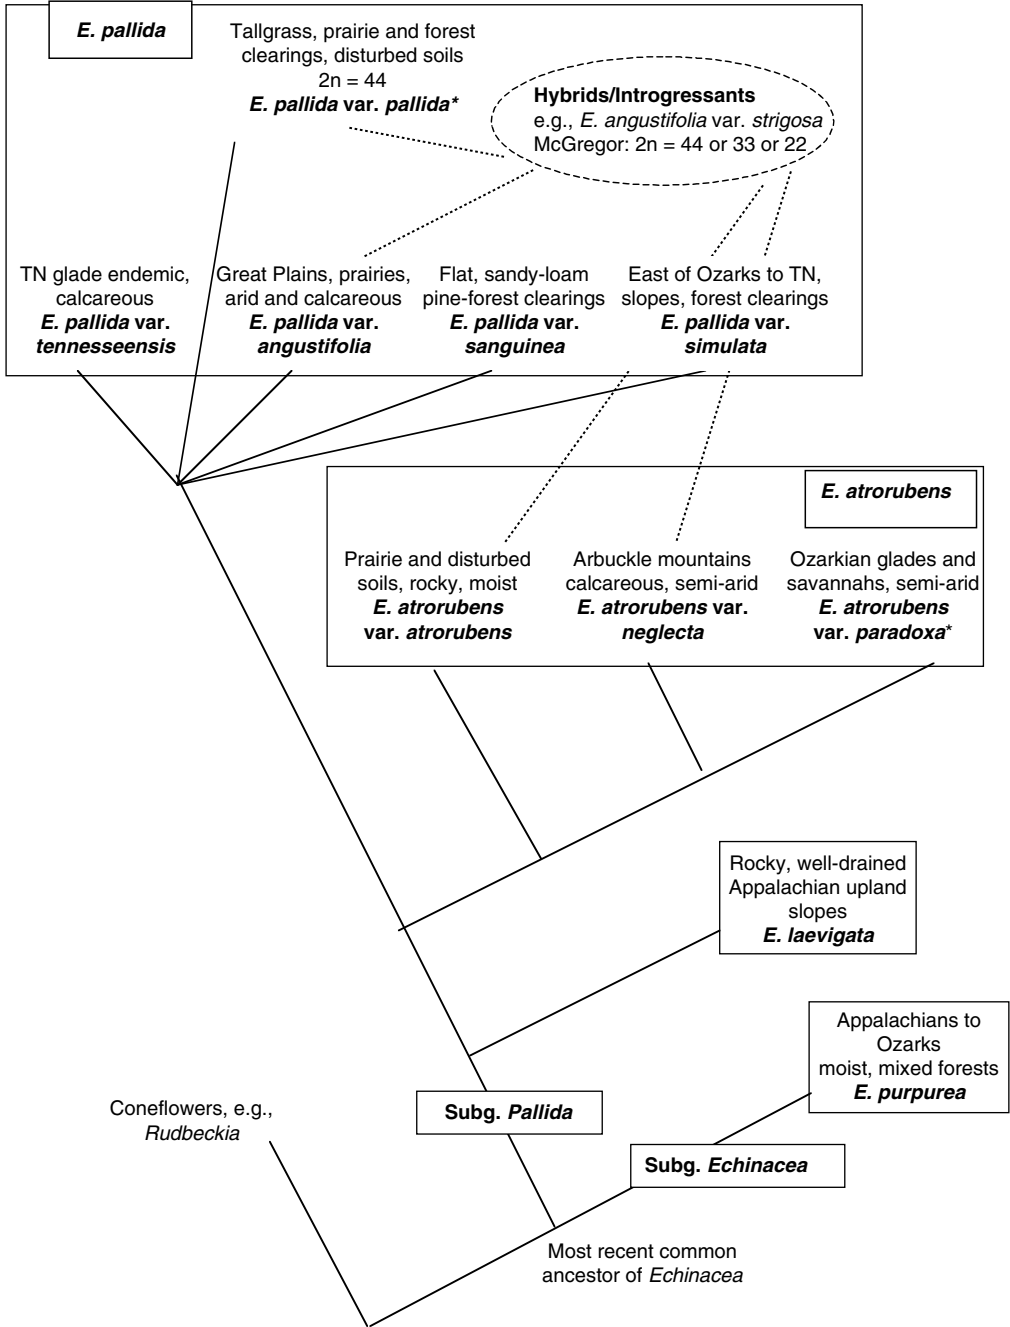 E. pallida
Tallgrass, prairie and forest
clearings, disturbed soils
2n = 44
E. pallida var. pallida*
Hybrids/Introgressants
e.g., E. angustifolia var. strigosa
McGregor: 2n = 44 or 33 or 22
TN glade endemic,
calcareous
E. pallida var.
tennesseensis
Great Plains, prairies,
arid and calcareous
E. pallida var.
angustifolia
Flat, sandy-loam
pine-forest clearings
E. pallida var.
sanguinea
East of Ozarks to TN,
slopes, forest clearings
E. pallida var.
simulata
E. atrorubens
Prairie and disturbed
soils, rocky, moist
E. atrorubens
var. atrorubens
Arbuckle mountains
calcareous, semi-arid
E. atrorubens var.
neglecta
Ozarkian glades and
savannahs, semi-arid
E. atrorubens
var. paradoxa*
Rocky, well-drained
Appalachian upland
slopes
E. laevigata
Appalachians to
Ozarks
moist, mixed forests
E. purpurea
Coneflowers, e.g.,
Rudbeckia
Subg. Pallida
Subg. Echinacea
Most recent common
ancestor of Echinacea